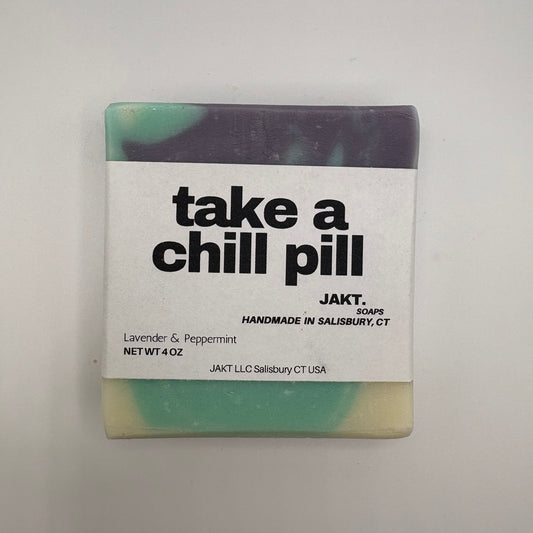 take a
chill pill
JAKT.
SOAPS
HANDMADE IN SALISBURY, CT
Lavender & Peppermint
NET WT 4 OZ
JAKT LLC Salisbury CT USA